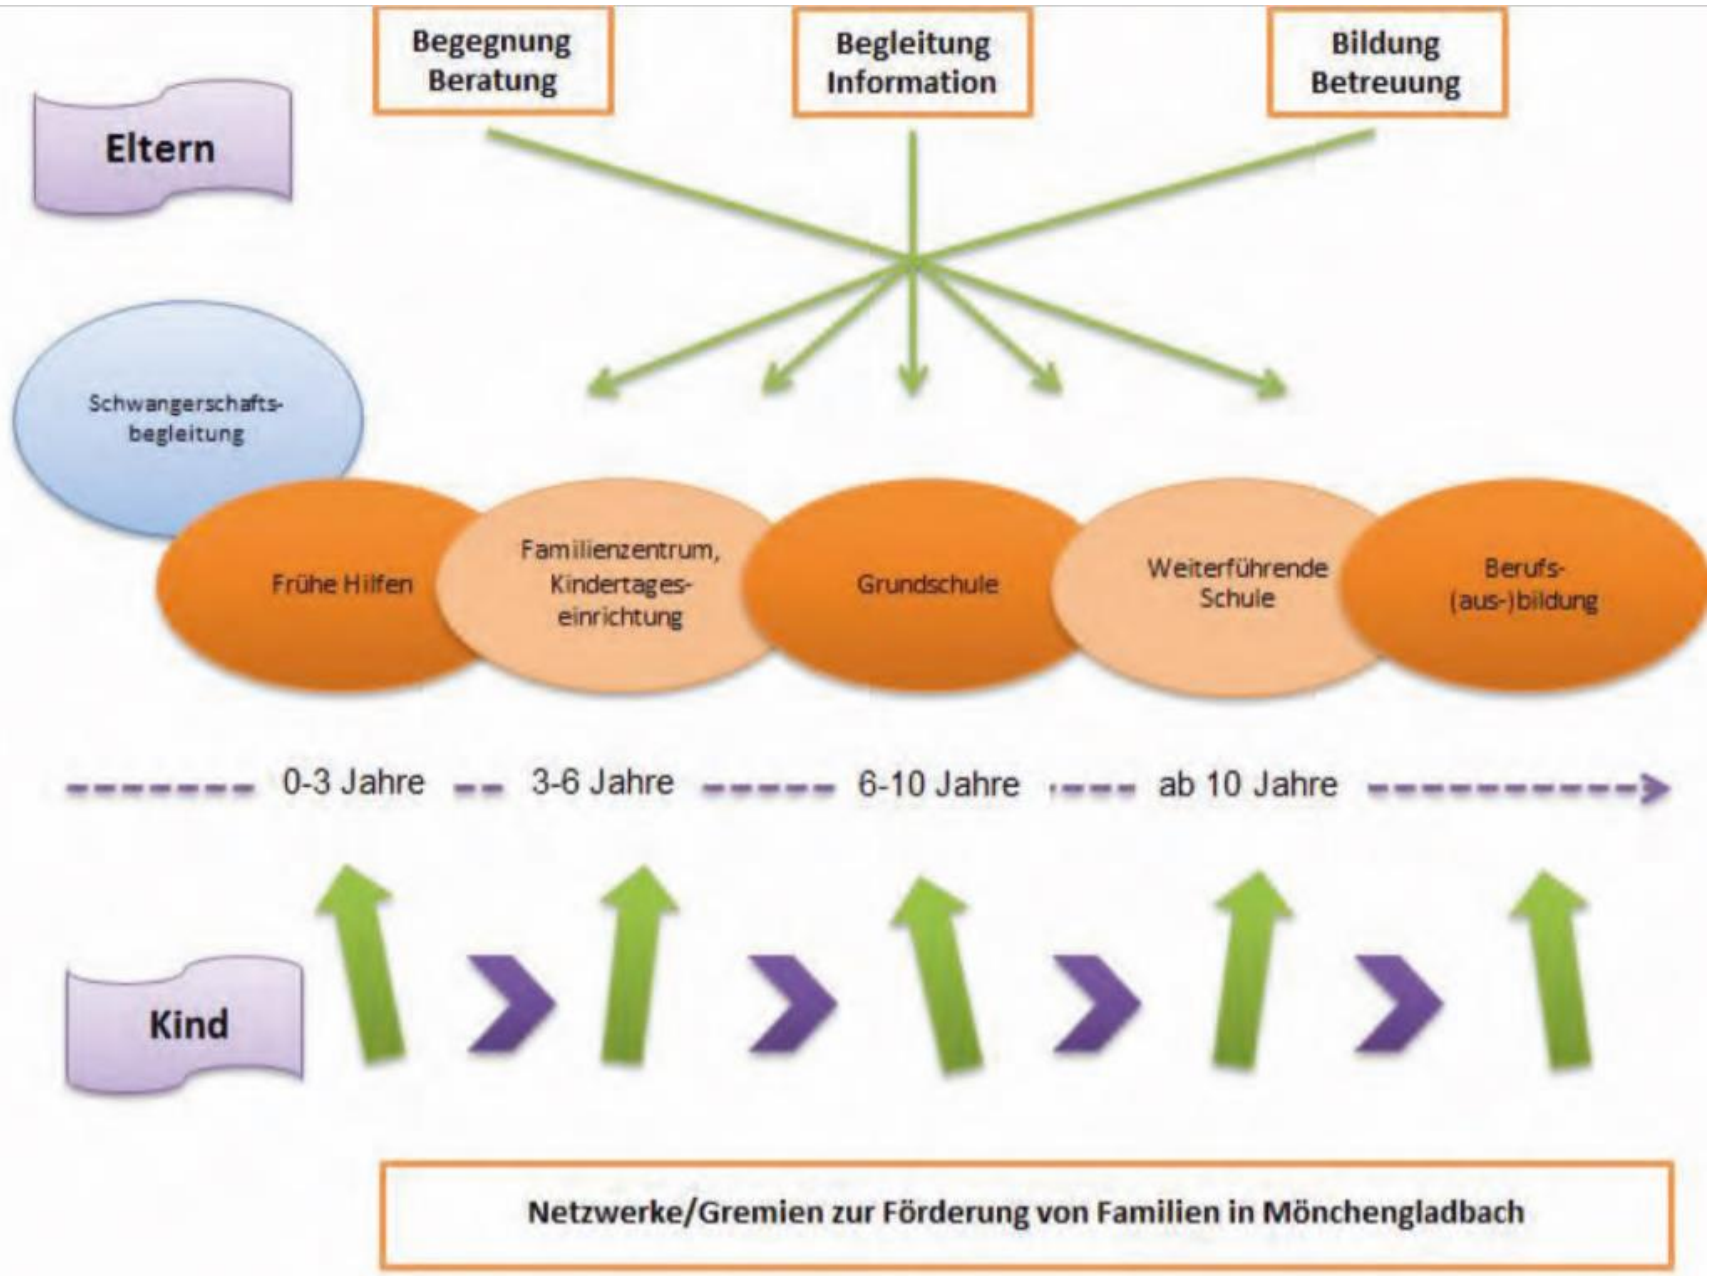 Begegnung
Beratung
Begleitung
Information
Bildung
Betreuung
Eltern
Schwangerschafts-
begleitung
Frühe Hilfen
Familienzentrum,
Kindertages-
einrichtung
Grundschule
Weiterführende
Schule
Berufs-
(aus-)bildung
0-3 Jahre
3-6 Jahre
6-10 Jahre
ab 10 Jahre
Kind
Netzwerke/Gremien zur Förderung von Familien in Mönchengladbach